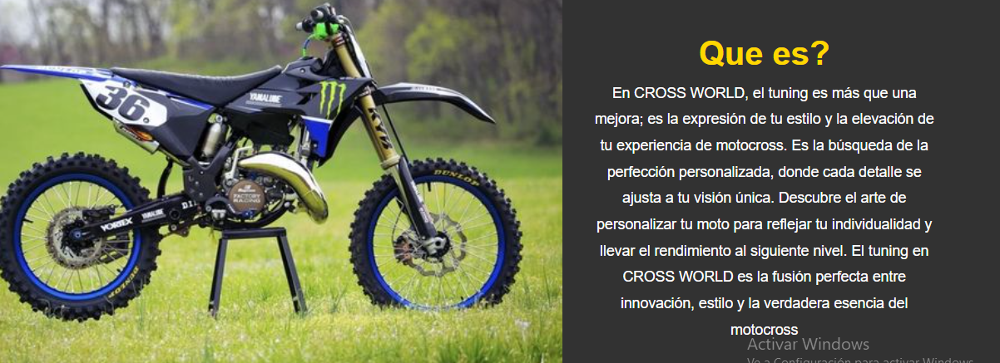 36
YAMALUBE
DUNLOP
FACTORY
RACING
VORTEX
DUNLOP
Que es?
En CROSS WORLD, el tuning es más que una
mejora; es la expresión de tu estilo y la elevación de
tu experiencia de motocross. Es la búsqueda de la
perfección personalizada, donde cada detalle se
ajusta a tu visión única. Descubre el arte de
personalizar tu moto para reflejar tu individualidad y
llevar el rendimiento al siguiente nivel. El tuning en
CROSS WORLD es la fusión perfecta entre
innovación, estilo y la verdadera esencia del
motocross
Activar Windows
Ve a Configuración para activar Windows